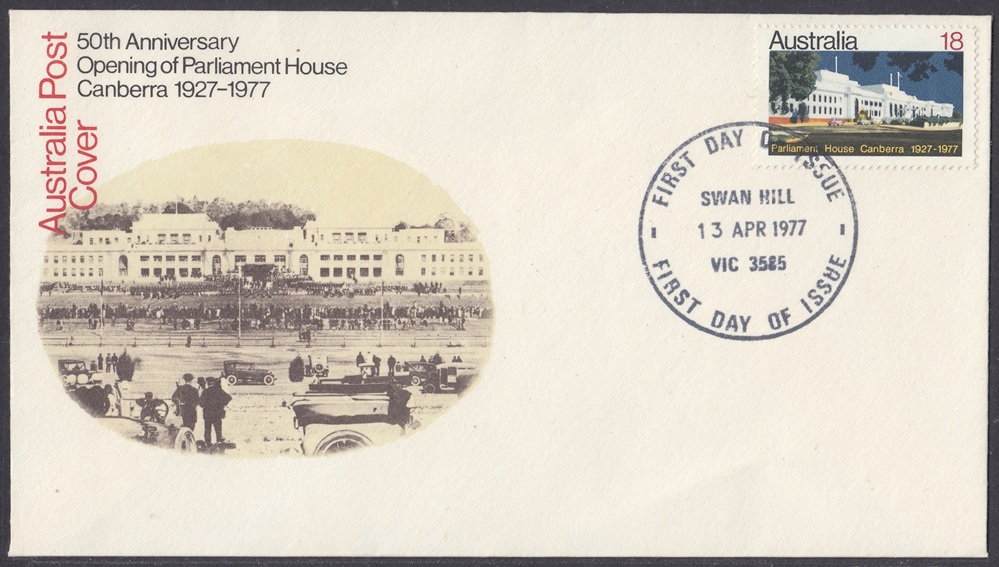 Australia Post
Cover
50th Anniversary
Opening of Parliament House
Canberra 1927-1977
Australia 18
Parliament House Canberra 1927-1977
FIRST DAY OF ISSUE
SWAN HILL
13 APR 1977
VIC 3585
FIRST DAY OF ISSUE